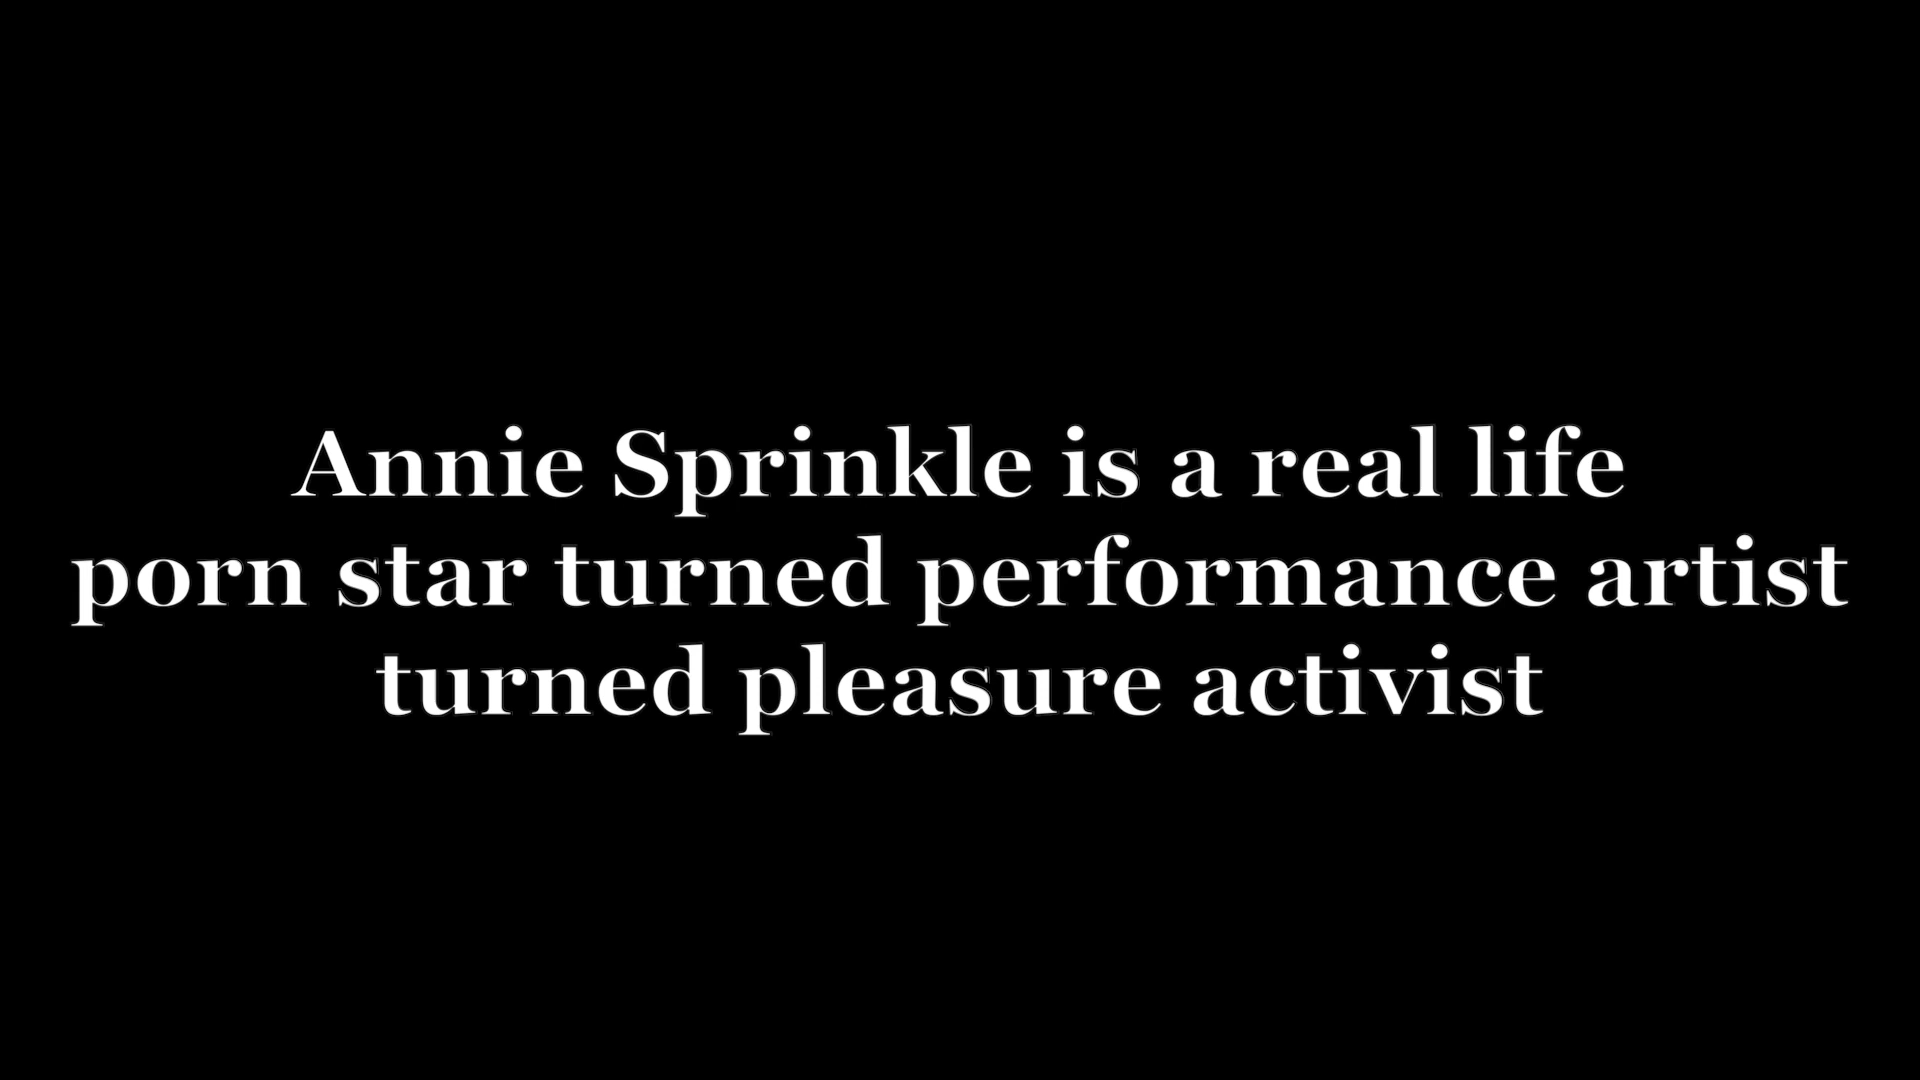 Annie Sprinkle is a real life
porn star turned performance artist
turned pleasure activist